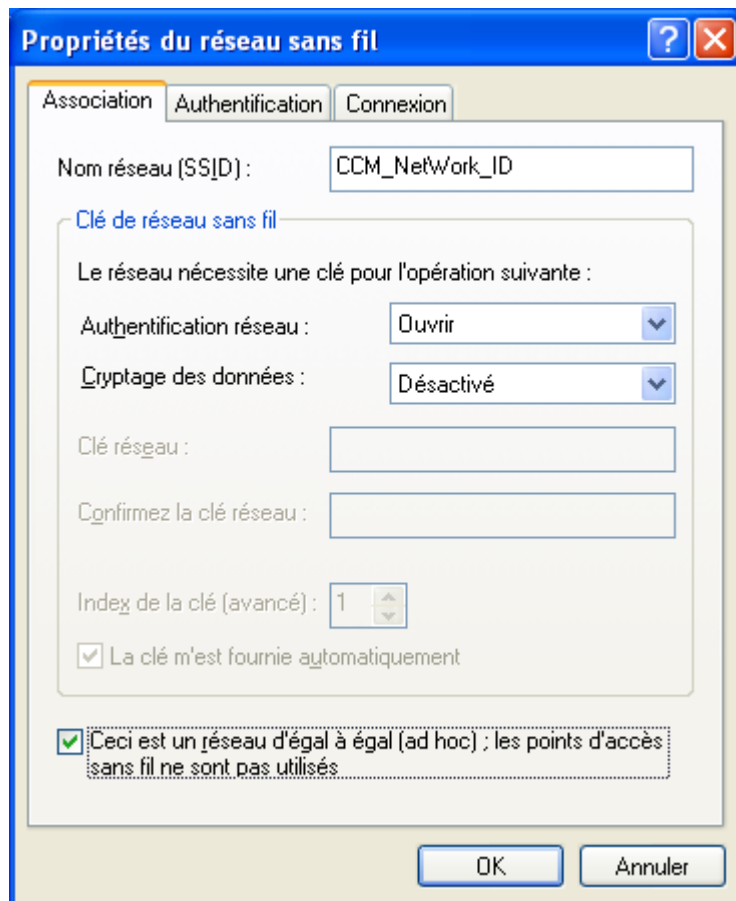 Propriétés du réseau sans fil
Association Authentification Connexion
Nom réseau (SSID) : CCM_NetWork_ID
Clé de réseau sans fil
Le réseau nécessite une clé pour l'opération suivante :
Authentification réseau : Ouvrir
Cryptage des données : Désactivé
Clé réseau :
Confirmez la clé réseau :
Index de la clé (avancé) : 1
La clé m'est fournie automatiquement
Ceci est un réseau d'égal à égal (ad hoc) ; les points d'accès
sans fil ne sont pas utilisés
OK Annuler